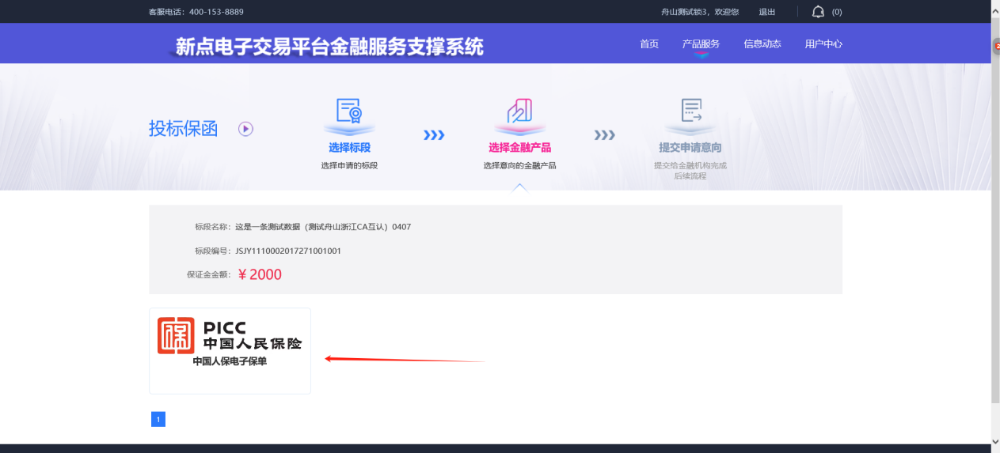 客服电话：400-153-8889
舟山测试锁3，欢迎您 退出 (0)
新点电子交易平台金融服务支撑系统
首页 产品服务 信息动态 用户中心
投标保函
选择标段
选择申请的标段
选择金融产品
选择意向的金融产品
提交申请意向
提交给金融机构完成
后续流程
标段名称：这是一条测试数据（测试舟山浙江CA互认）0407
标段编号：JSJY1110002017271001001
保证金金额：￥2000
PICC
中国人民保险
中国人保电子保单
1